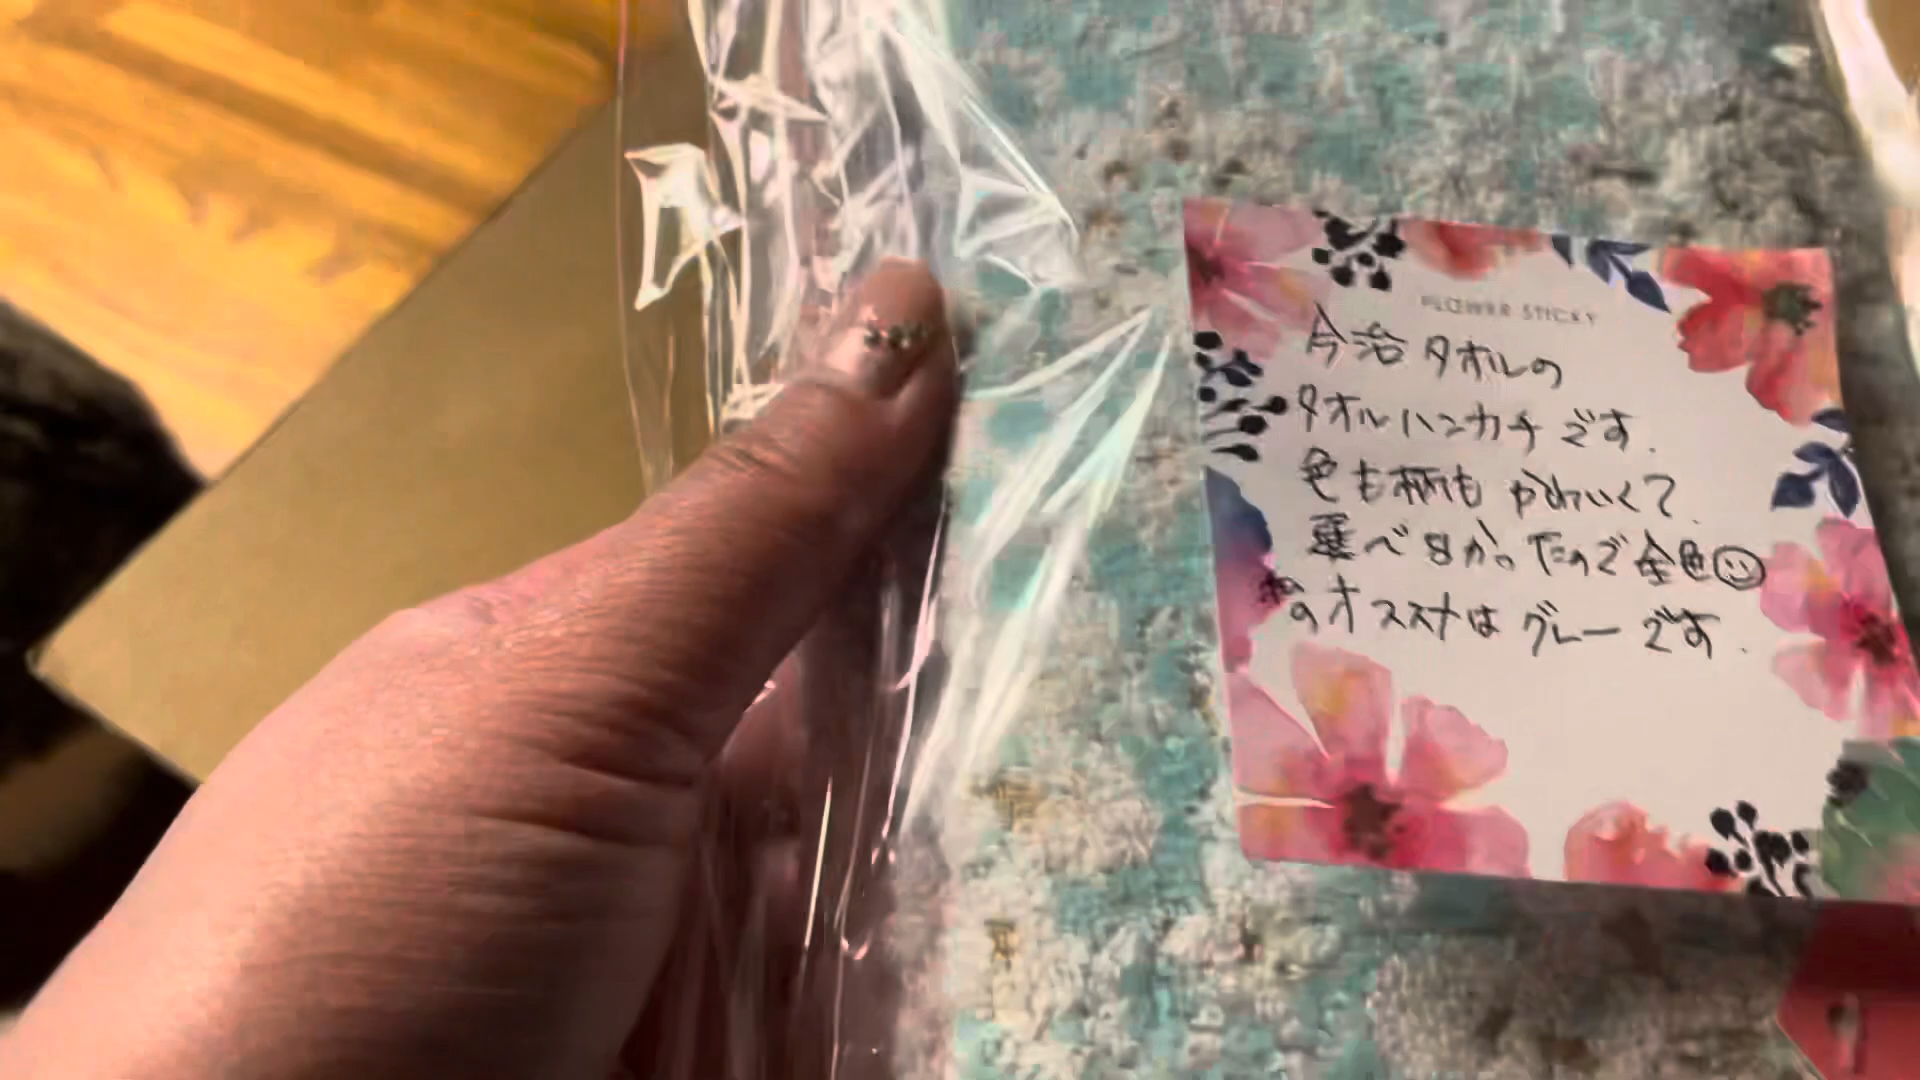 FLOWER STICKY
今治タオルの
タオルハンカチです.
色も柄もかわいくて.
選べなかったので全色
私のオススメはグレーです.